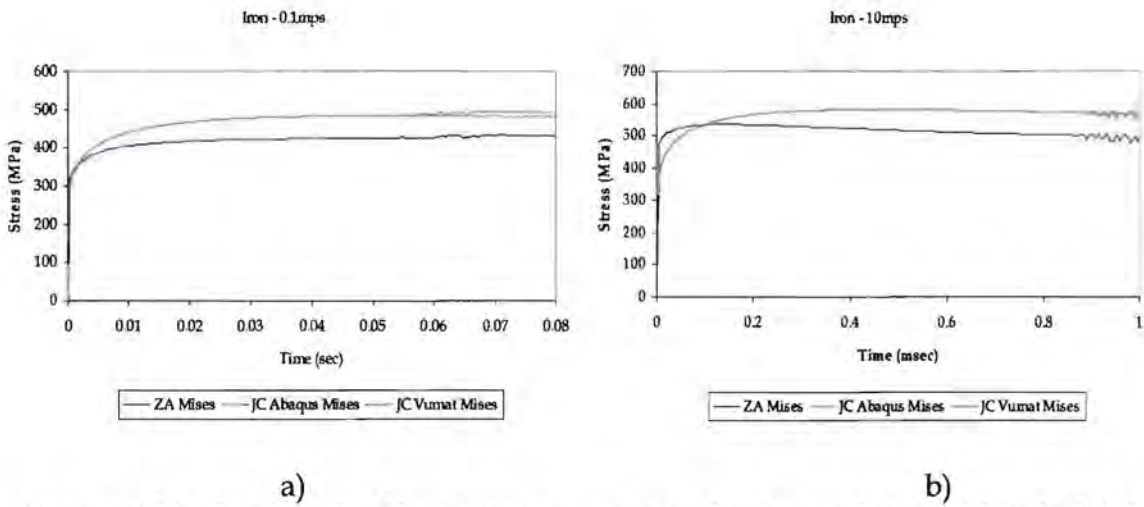 Iron - 0.1mps
600
500
400
300
200
100
0
Stress (MPa)
0 0.01 0.02 0.03 0.04 0.05 0.06 0.07 0.08
Time (sec)
ZA Mises JC Abaqus Mises JC Vumat Mises
a)
Iron - 10mps
700
600
500
400
300
200
100
0
Stress (MPa)
0 0.2 0.4 0.6 0.8 1
Time (msec)
ZA Mises JC Abaqus Mises JC Vumat Mises
b)